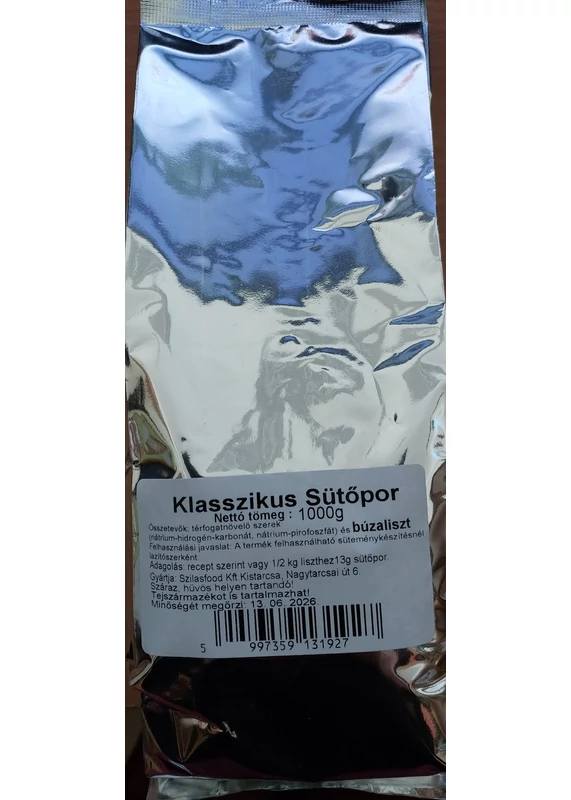 Klasszikus Sütőpor
Nettó tömeg : 1000g
Összetevők: térfogatnövelő szerek
(nátrium-hidrogén-karbonát, nátrium-pirofoszfát) és búzaliszt
Felhasználási javaslat: A termék felhasználható süteménykészítésnél
lazítószerként.
Adagolás: recept szerint vagy 1/2 kg liszthez13g sütőpor.
Gyártja: Szilasfood Kft Kistarcsa, Nagytarcsai út 6.
Száraz, hűvös helyen tartandó!
Tejszármazékot is tartalmazhat!
Minőségét megőrzi: 13. 06. 2026
5 997359 131927